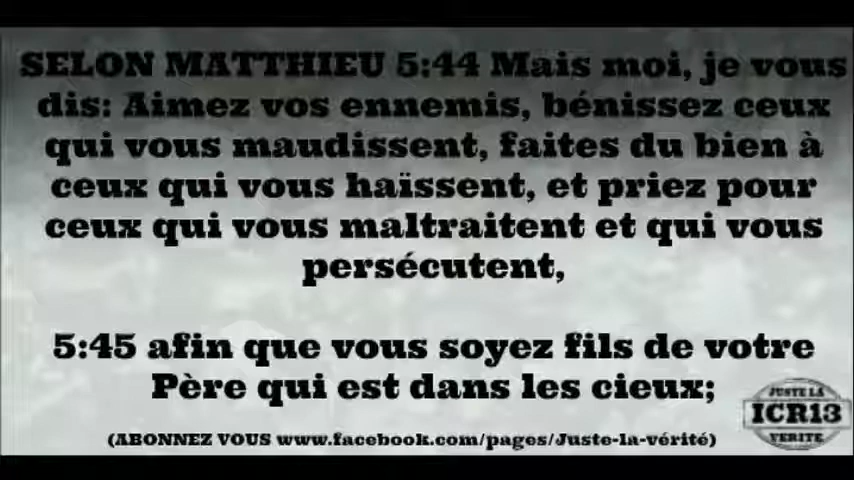 SELON MATTHIEU 5:44 Mais moi, je vous
dis: Aimez vos ennemis, bénissez ceux
qui vous maudissent, faites du bien à
ceux qui vous haïssent, et priez pour
ceux qui vous maltraitent et qui vous
persécutent,
5:45 afin que vous soyez fils de votre
Père qui est dans les cieux;
(ABONNEZ VOUS www.facebook.com/pages/Juste-la-vérité)
JUSTE LA
ICR13
VERITE